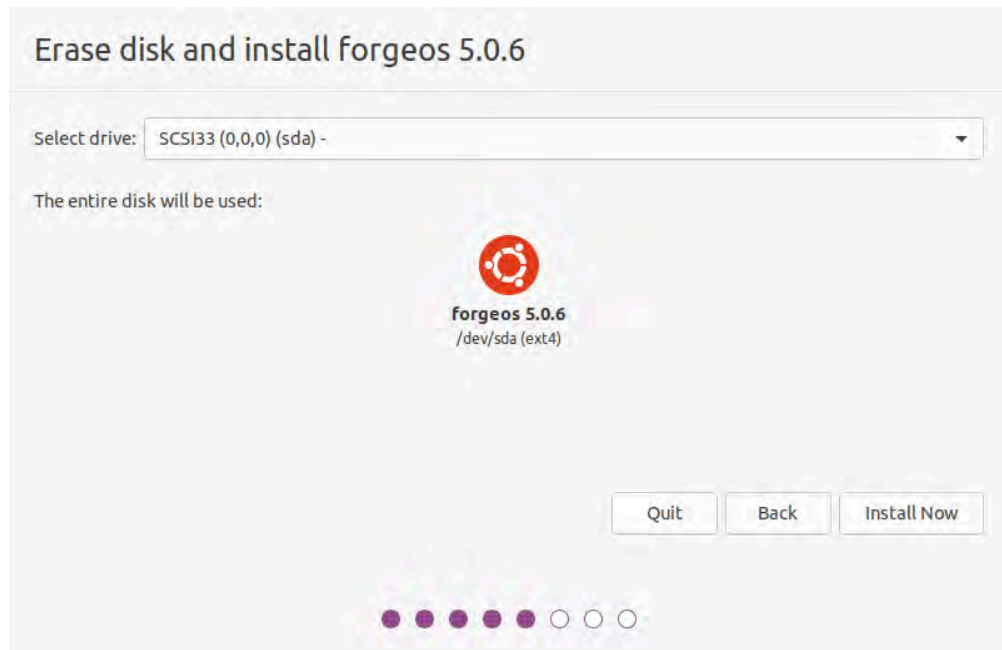 Erase disk and install forgeos 5.0.6
Select drive: SCSI33 (0,0,0) (sda) -
The entire disk will be used:
forgeos 5.0.6
/dev/sda (ext4)
Quit Back Install Now